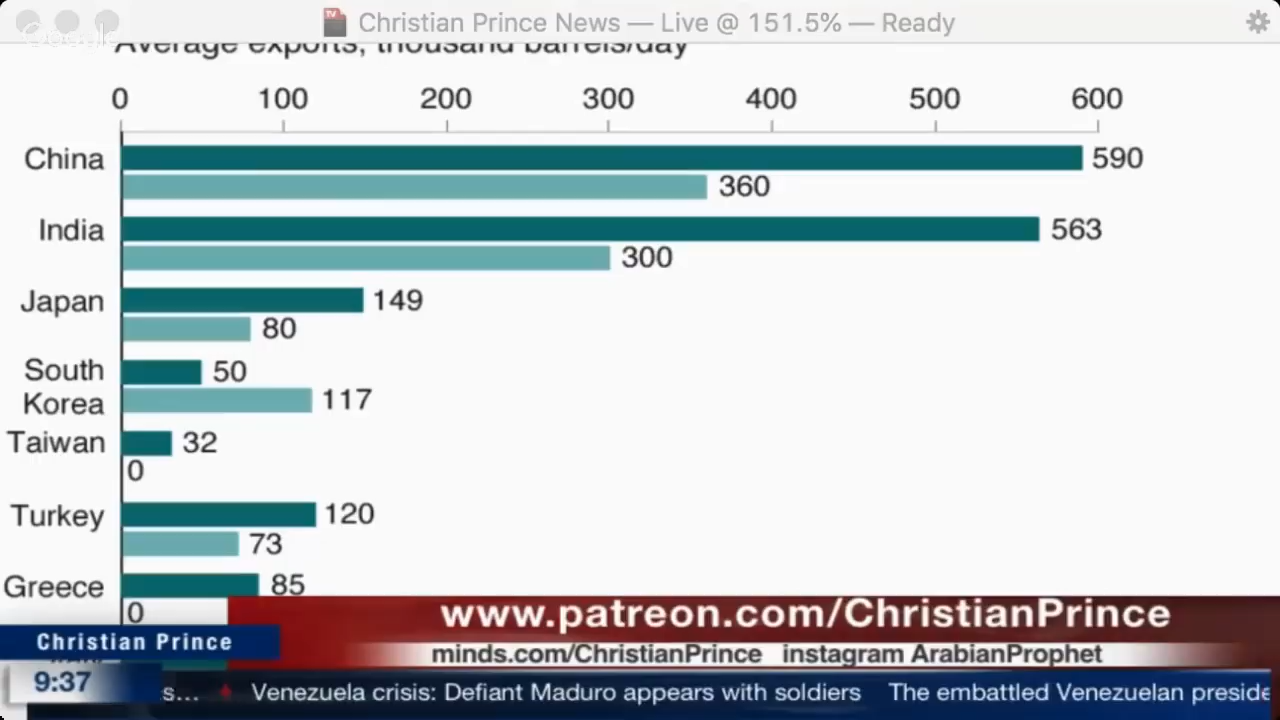 Christian Prince News — Live @ 151.5% — Ready
Google
Average exports, thousand barrels/day
0 100 200 300 400 500 600
China 590
360
India 563
300
Japan 149
80
South Korea 50
117
Taiwan 32
0
Turkey 120
73
Greece 85
0
www.patreon.com/ChristianPrince
Christian Prince
minds.com/ChristianPrince instagram ArabianProphet
9:37
s... Venezuela crisis: Defiant Maduro appears with soldiers The embattled Venezuelan preside